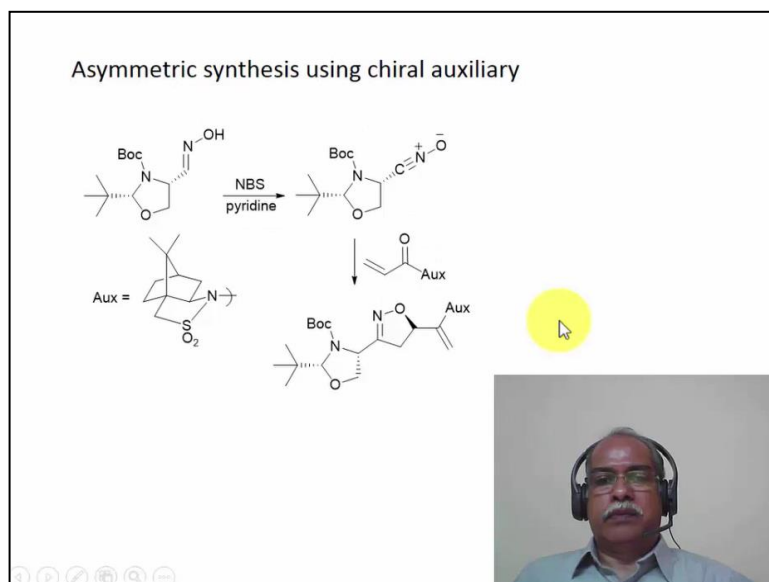 Asymmetric synthesis using chiral auxiliary
N OH
Boc
N
O
NBS
pyridine
Boc
N
O
C≡N⁺ O⁻
O
Aux
Aux = N
S
O₂
Boc
N
O
N O
Aux